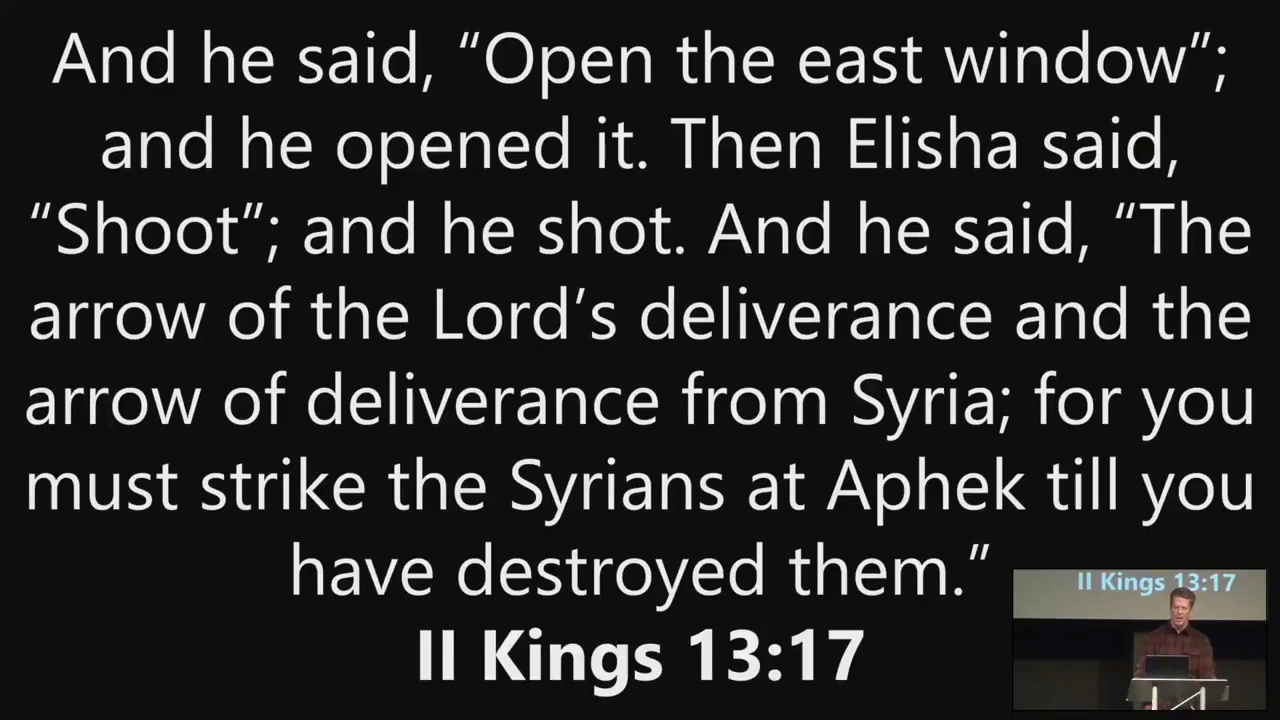 And he said, “Open the east window”;
and he opened it. Then Elisha said,
“Shoot”; and he shot. And he said, “The
arrow of the Lord’s deliverance and the
arrow of deliverance from Syria; for you
must strike the Syrians at Aphek till you
have destroyed them.”
II Kings 13:17
II Kings 13:17